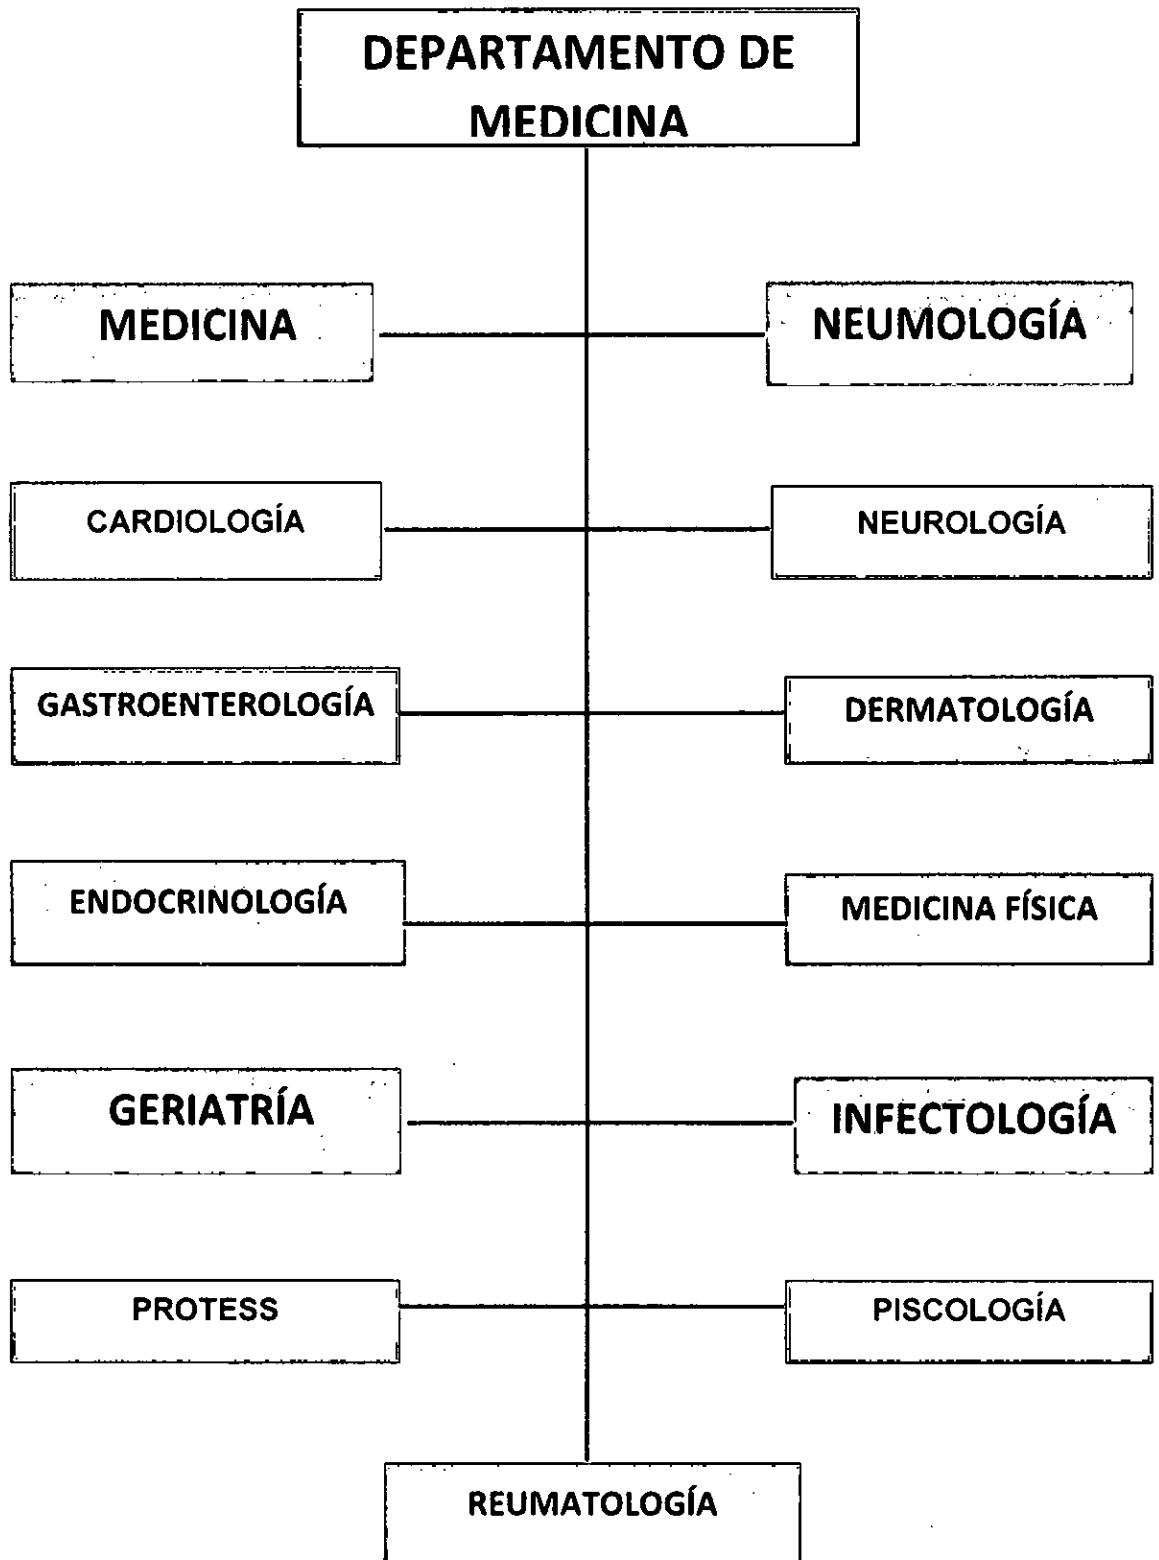 DEPARTAMENTO DE
MEDICINA
MEDICINA
NEUMOLOGÍA
CARDIOLOGÍA
NEUROLOGÍA
GASTROENTEROLOGÍA
DERMATOLOGÍA
ENDOCRINOLOGÍA
MEDICINA FÍSICA
GERIATRÍA
INFECTOLOGÍA
PROTESS
PISCOLOGÍA
REUMATOLOGÍA